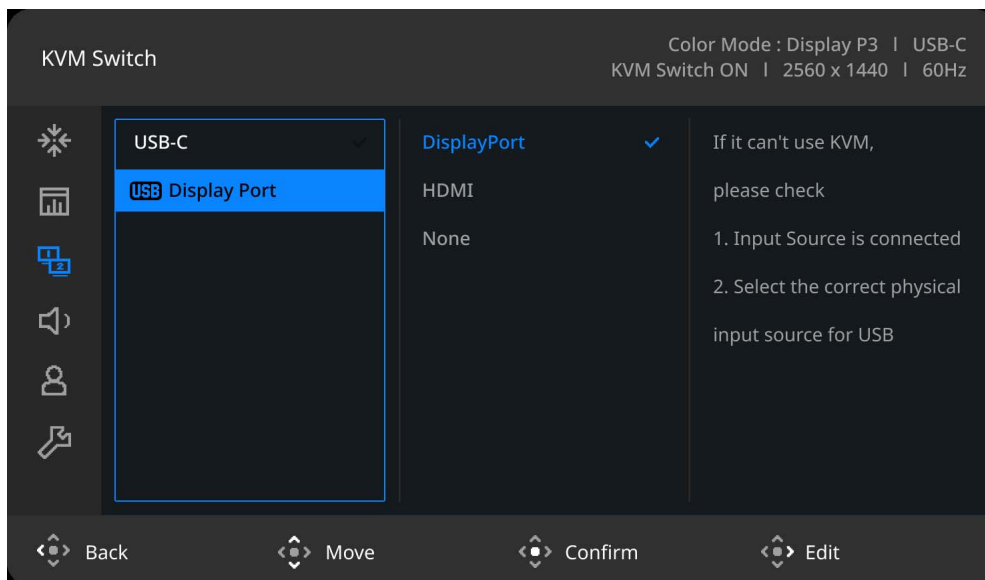 KVM Switch
Color Mode : Display P3 I USB-C
KVM Switch ON I 2560 x 1440 I 60Hz
USB-C
USB Display Port
DisplayPort
HDMI
None
If it can't use KVM,
please check
1. Input Source is connected
2. Select the correct physical
input source for USB
1
2
Back
Move
Confirm
Edit